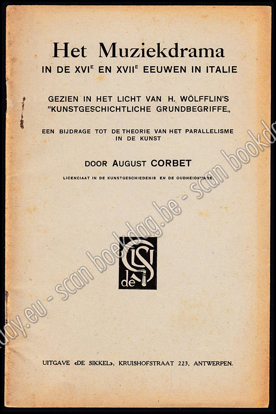 Het Muziekdrama
IN DE XVIᵉ EN XVIIᵉ EEUWEN IN ITALIE
GEZIEN IN HET LICHT VAN H. WÖLFFLIN'S
"KUNSTGESCHICHTLICHE GRUNDBEGRIFFE„
EEN BIJDRAGE TOT DE THEORIE VAN HET PARALLELISME
IN DE KUNST
DOOR AUGUST CORBET
LICENCIAAT IN DE KUNSTGESCHIEDENIS EN DE OUDHEIDKUNDE
de
UITGAVE «DE SIKKEL», KRUISHOFSTRAAT 223, ANTWERPEN.